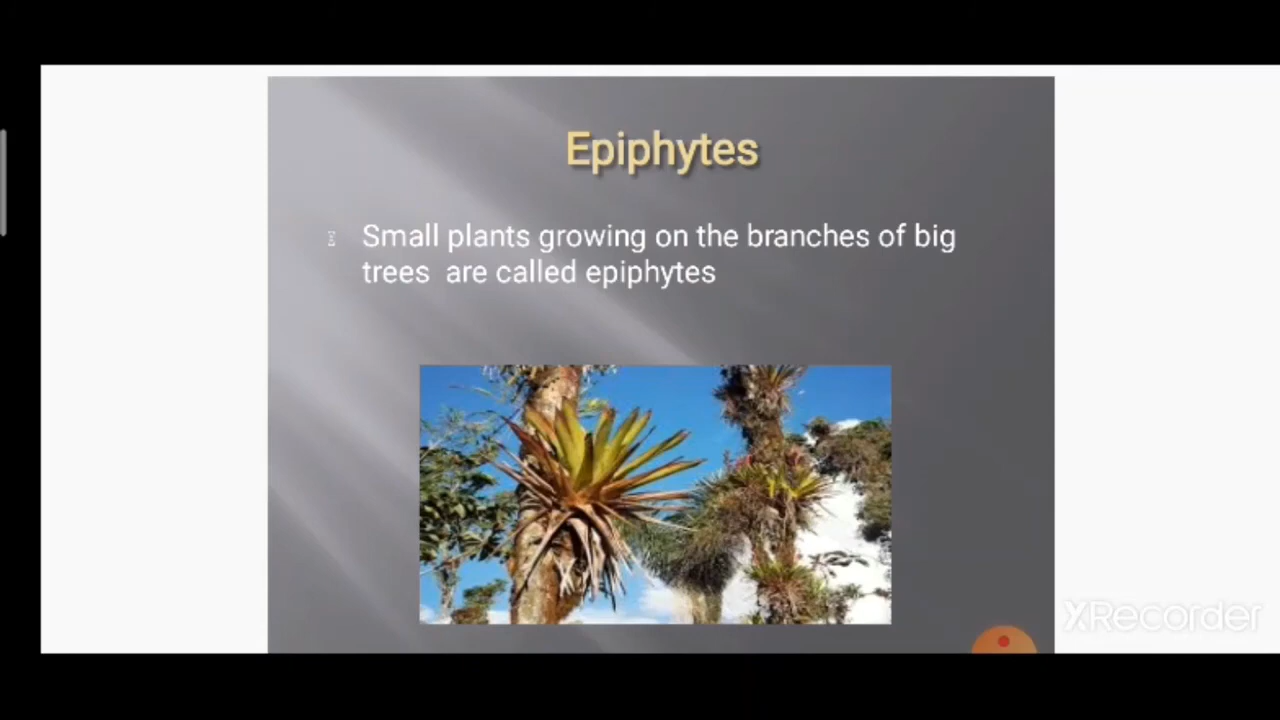 Epiphytes
Small plants growing on the branches of big
trees are called epiphytes
XRecorder